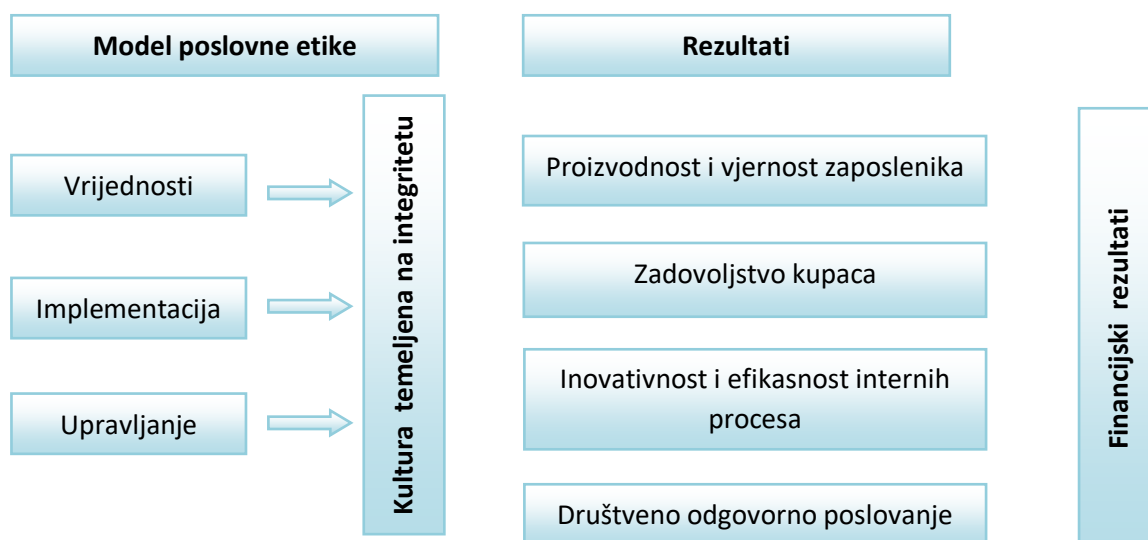 Model poslovne etike
Rezultati
Vrijednosti
Implementacija
Upravljanje
Kultura temeljena na integritetu
Proizvodnost i vjernost zaposlenika
Zadovoljstvo kupaca
Inovativnost i efikasnost internih
procesa
Društveno odgovorno poslovanje
Financijski rezultati